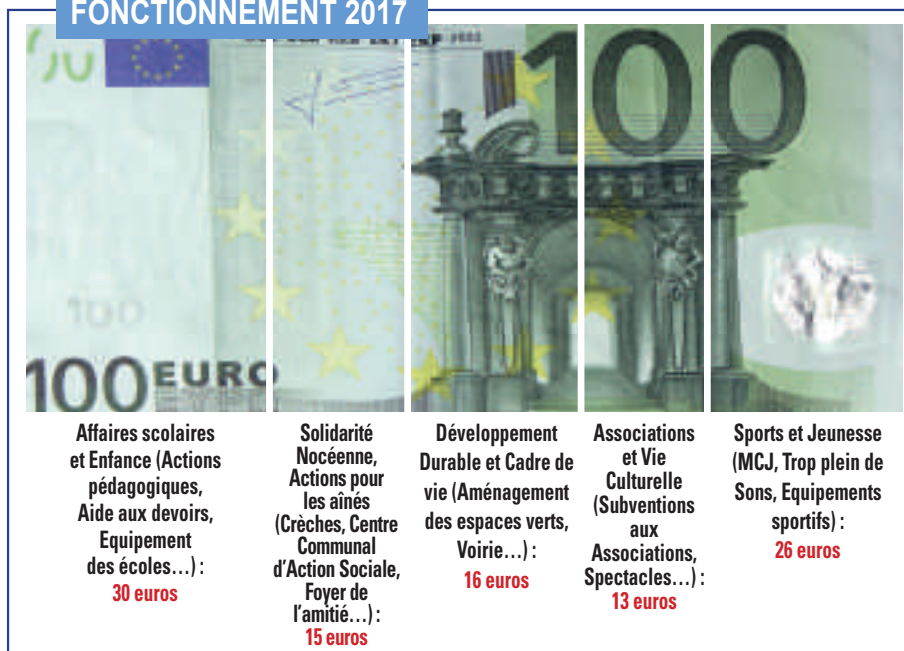 FONCTIONNEMENT 2017
100
100
100 EURO
Affaires scolaires
et Enfance (Actions
pédagogiques,
Aide aux devoirs,
Equipement
des écoles...) :
30 euros
Solidarité
Nocéenne,
Actions pour
les aînés
(Crèches, Centre
Communal
d'Action Sociale,
Foyer de
l'amitié...) :
15 euros
Développement
Durable et Cadre de
vie (Aménagement
des espaces verts,
Voirie...) :
16 euros
Associations
et Vie
Culturelle
(Subventions
aux
Associations,
Spectacles...) :
13 euros
Sports et Jeunesse
(MCJ, Trop plein de
Sons, Equipements
sportifs) :
26 euros